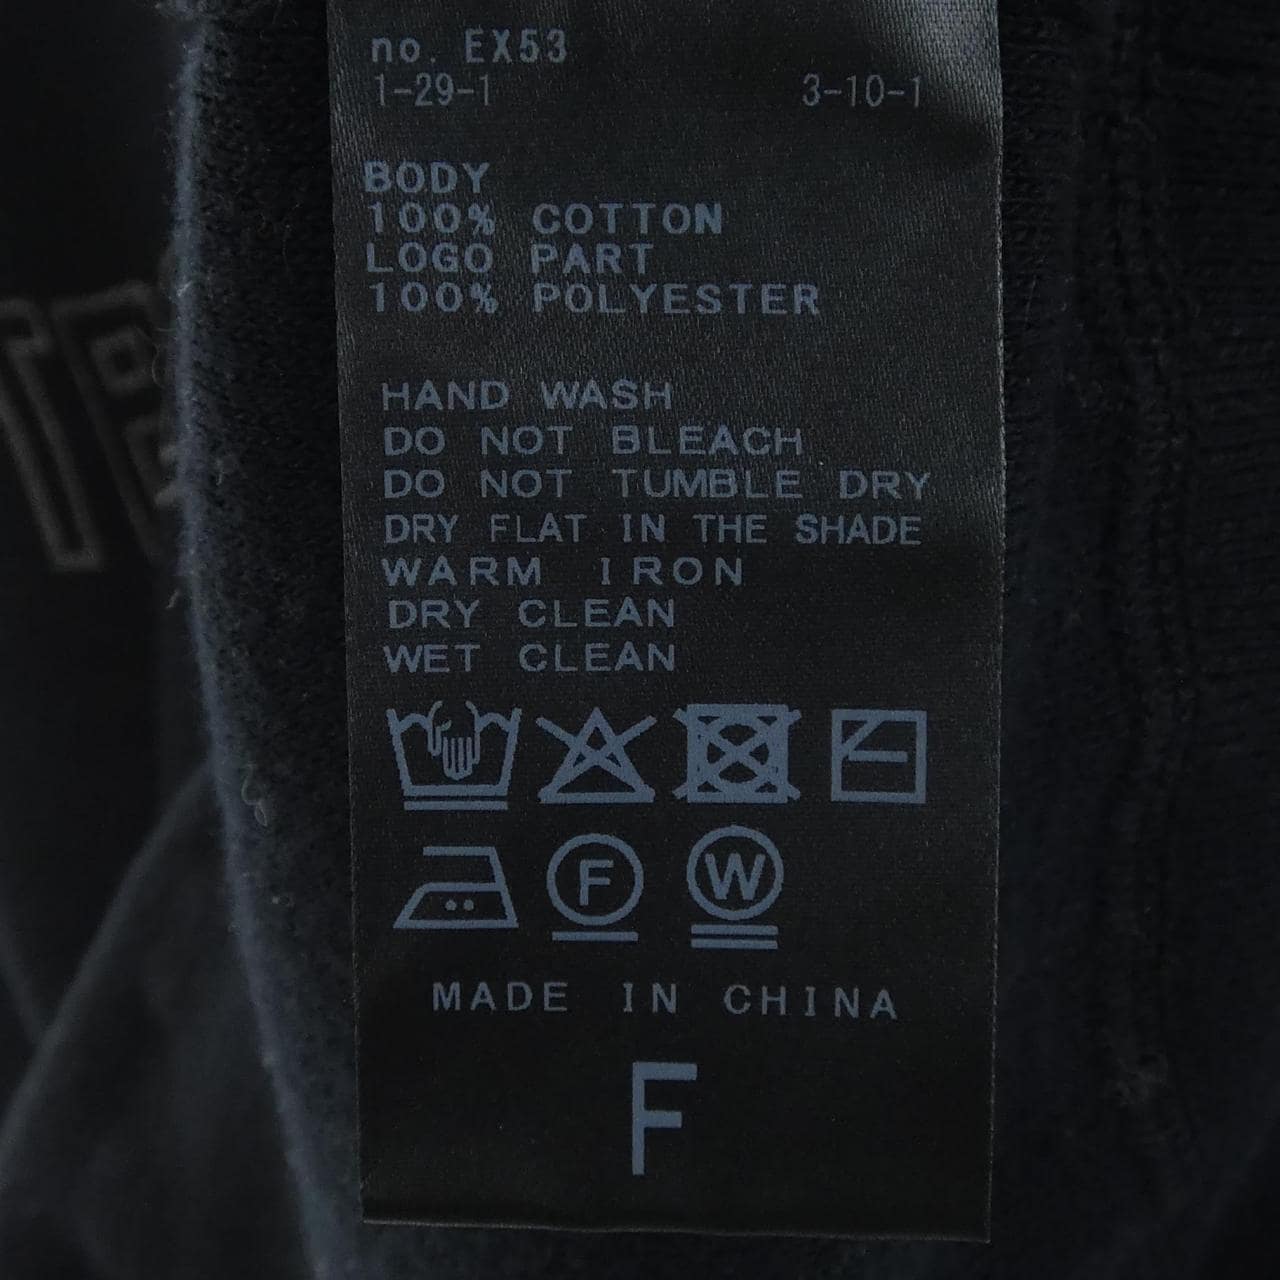 no. EX53
1-29-1 3-10-1
BODY
100% COTTON
LOGO PART
100% POLYESTER
HAND WASH
DO NOT BLEACH
DO NOT TUMBLE DRY
DRY FLAT IN THE SHADE
WARM IRON
DRY CLEAN
WET CLEAN
F W
MADE IN CHINA
F